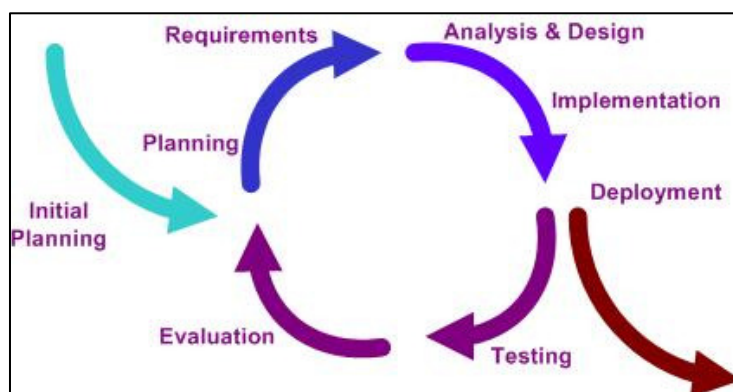 Requirements
Analysis & Design
Implementation
Planning
Deployment
Initial
Planning
Evaluation
Testing